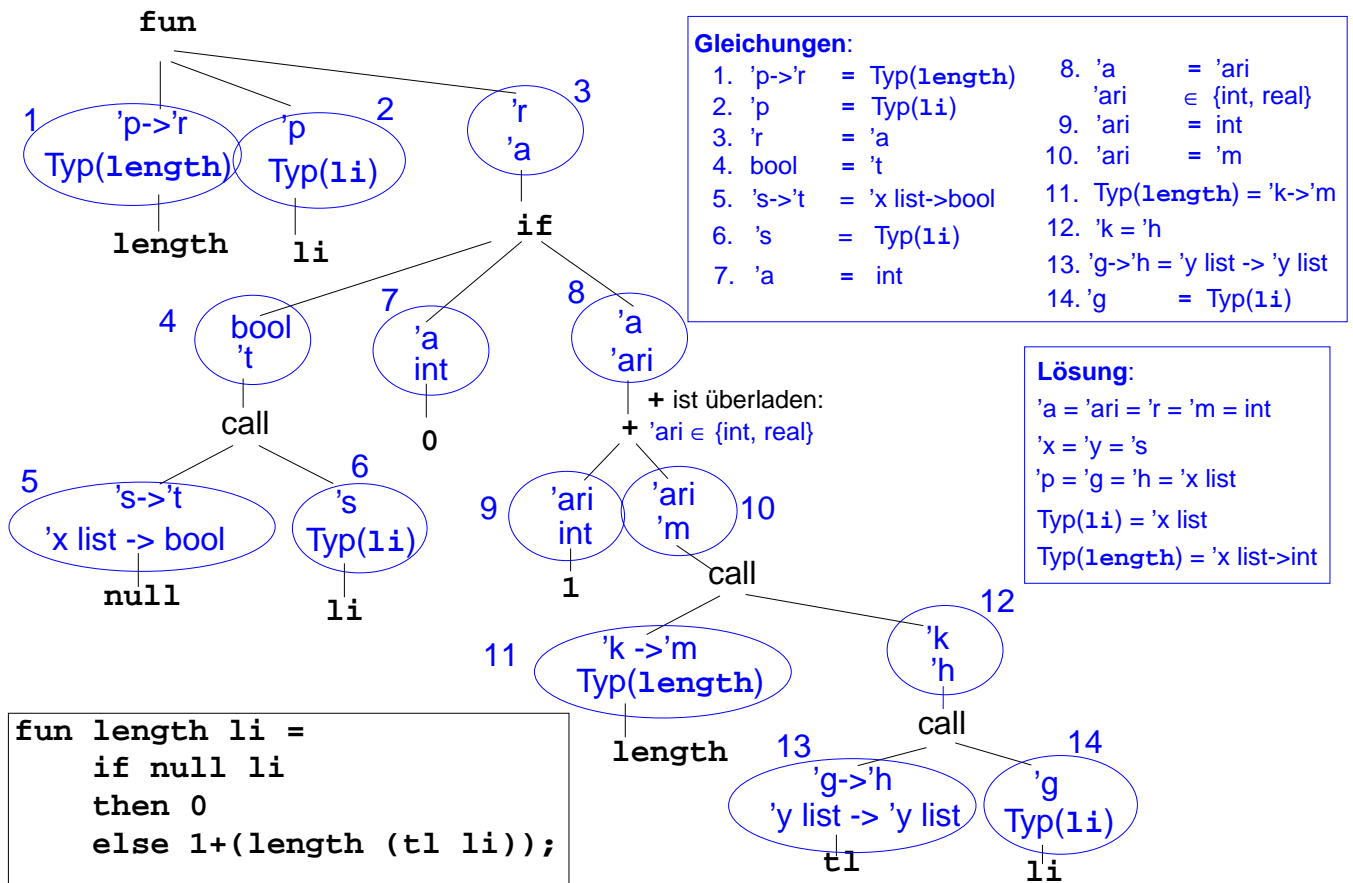 fun
1
'p->'r
Typ(length)
length
2
'p
Typ(li)
li
3
'r
'a
if
4
bool
't
call
7
'a
int
0
8
'a
'ari
+ ist überladen:
+ 'ari ∈ {int, real}
5
's->'t
'x list -> bool
null
6
's
Typ(li)
li
9
'ari
int
1
10
'ari
'm
call
11
'k ->'m
Typ(length)
length
12
'k
'h
call
13
'g->'h
'y list -> 'y list
tl
14
'g
Typ(li)
li
Gleichungen:
1. 'p->'r = Typ(length)
2. 'p = Typ(li)
3. 'r = 'a
4. bool = 't
5. 's->'t = 'x list->bool
6. 's = Typ(li)
7. 'a = int
8. 'a = 'ari
'ari ∈ {int, real}
9. 'ari = int
10. 'ari = 'm
11. Typ(length) = 'k->'m
12. 'k = 'h
13. 'g->'h = 'y list -> 'y list
14. 'g = Typ(li)
Lösung:
'a = 'ari = 'r = 'm = int
'x = 'y = 's
'p = 'g = 'h = 'x list
Typ(li) = 'x list
Typ(length) = 'x list->int
fun length li =
if null li
then 0
else 1+(length (tl li));